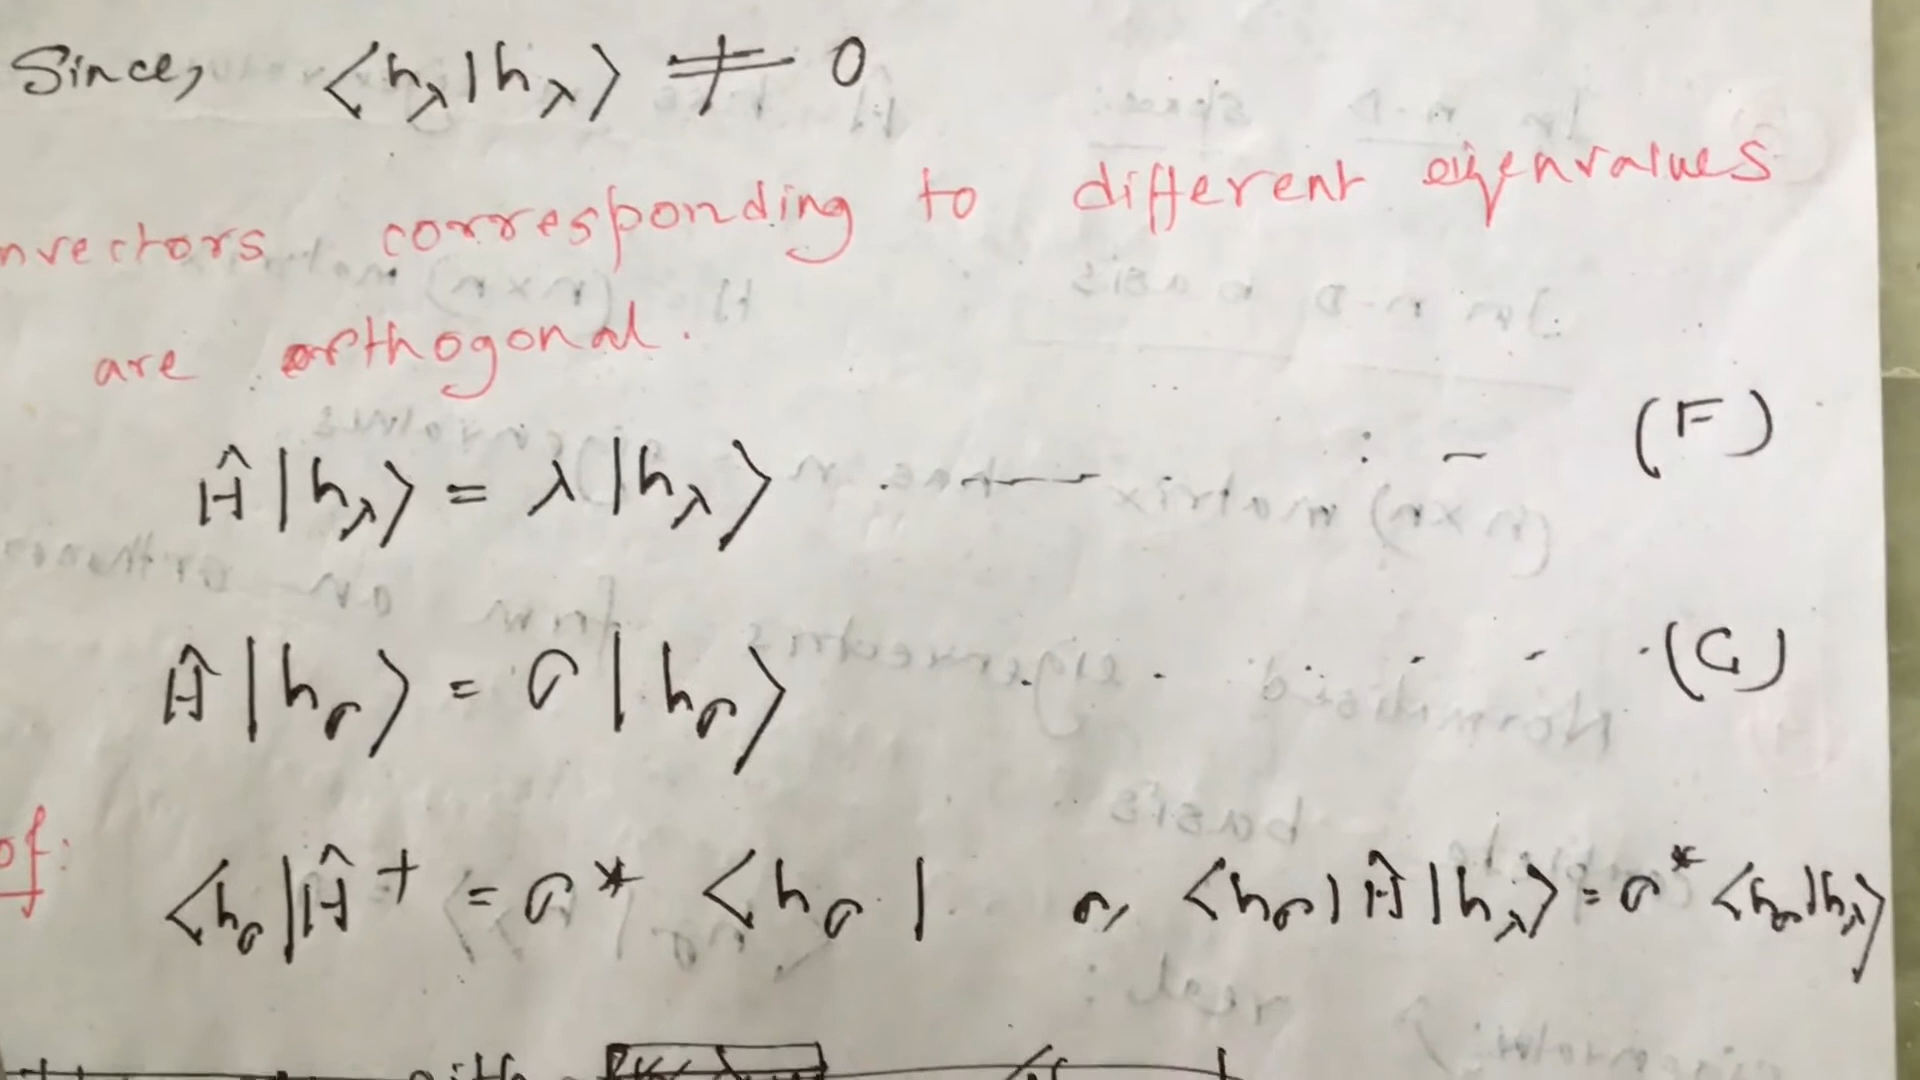 Since, ⟨h_λ|h_λ⟩ ≠ 0
nvectors corresponding to different eigenvalues
are orthogonal.
Ĥ|h_λ⟩ = λ|h_λ⟩ (F)
Ĥ|h_σ⟩ = σ|h_σ⟩ (G)
of: ⟨h_σ|Ĥ† = σ* ⟨h_σ| or, ⟨h_σ|Ĥ|h_λ⟩ = σ* ⟨h_σ|h_λ⟩